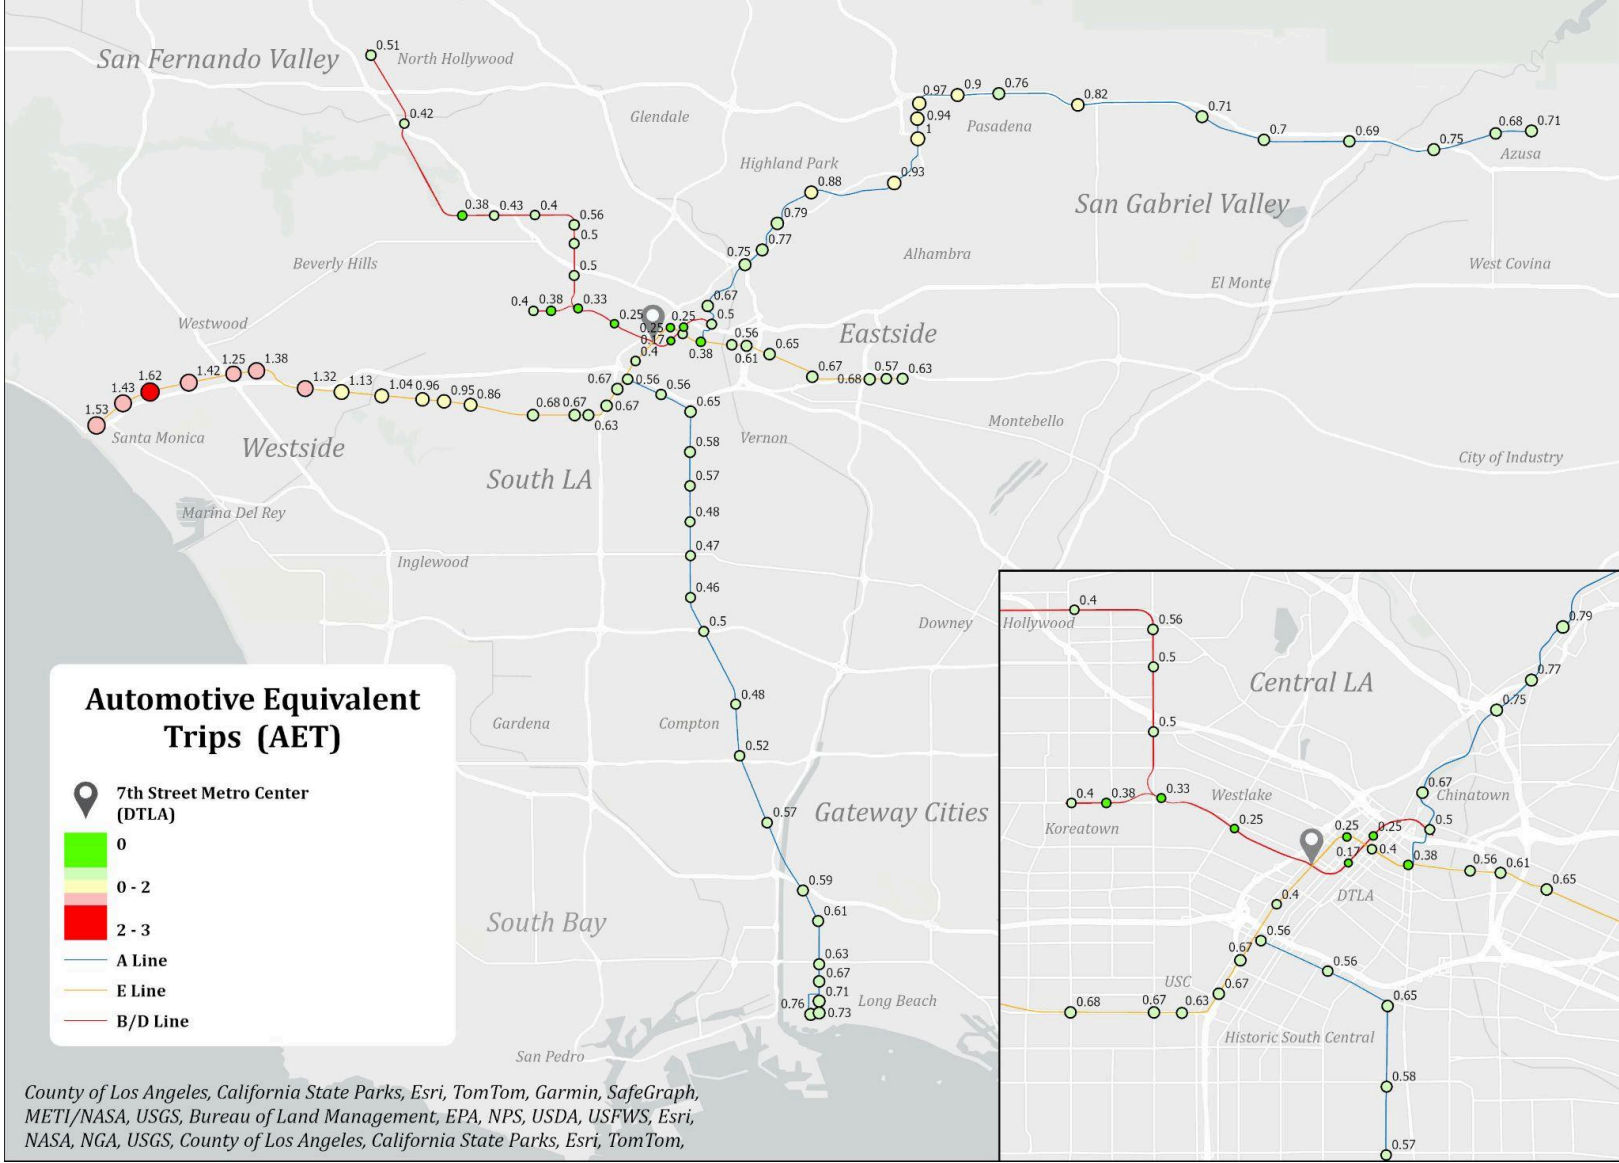 0.51
San Fernando Valley
North Hollywood
0.42
0.97
0.9
0.76
0.94
1
Pasadena
0.82
0.71
0.7
0.69
0.75
0.68
0.71
Azusa
Glendale
Highland Park
0.88
0.93
San Gabriel Valley
0.38
0.43
0.4
0.56
0.5
0.5
0.79
0.77
0.75
Alhambra
West Covina
El Monte
Beverly Hills
0.4
0.38
0.33
0.25
0.25
0.25
0.17
0.67
0.5
0.38
0.56
0.61
0.65
Eastside
0.67
0.68
0.57
0.63
Westwood
1.53
1.43
1.62
1.42
1.25
1.38
1.32
1.13
1.04
0.96
0.95
0.86
0.68
0.67
0.63
0.67
0.67
0.56
0.4
0.56
0.65
Santa Monica
Westside
South LA
Vernon
Montebello
City of Industry
0.58
0.57
0.48
0.47
0.46
0.5
Marina Del Rey
Inglewood
Downey
Gardena
Compton
0.48
0.52
0.57
Gateway Cities
0.59
0.61
0.63
0.67
0.71
0.76
0.73
Long Beach
South Bay
San Pedro
Automotive Equivalent
Trips (AET)
7th Street Metro Center
(DTLA)
0
0 - 2
2 - 3
A Line
E Line
B/D Line
County of Los Angeles, California State Parks, Esri, TomTom, Garmin, SafeGraph,
METI/NASA, USGS, Bureau of Land Management, EPA, NPS, USDA, USFWS, Esri,
NASA, NGA, USGS, County of Los Angeles, California State Parks, Esri, TomTom,
0.4
Hollywood
0.56
0.5
0.5
Central LA
0.79
0.77
0.75
0.67
Chinatown
0.5
0.4
0.38
0.33
Westlake
Koreatown
0.25
0.25
0.25
0.17
0.4
0.38
0.56
0.61
0.65
DTLA
0.4
0.56
0.67
0.56
USC
0.67
0.65
0.68
0.67
0.63
Historic South Central
0.58
0.57